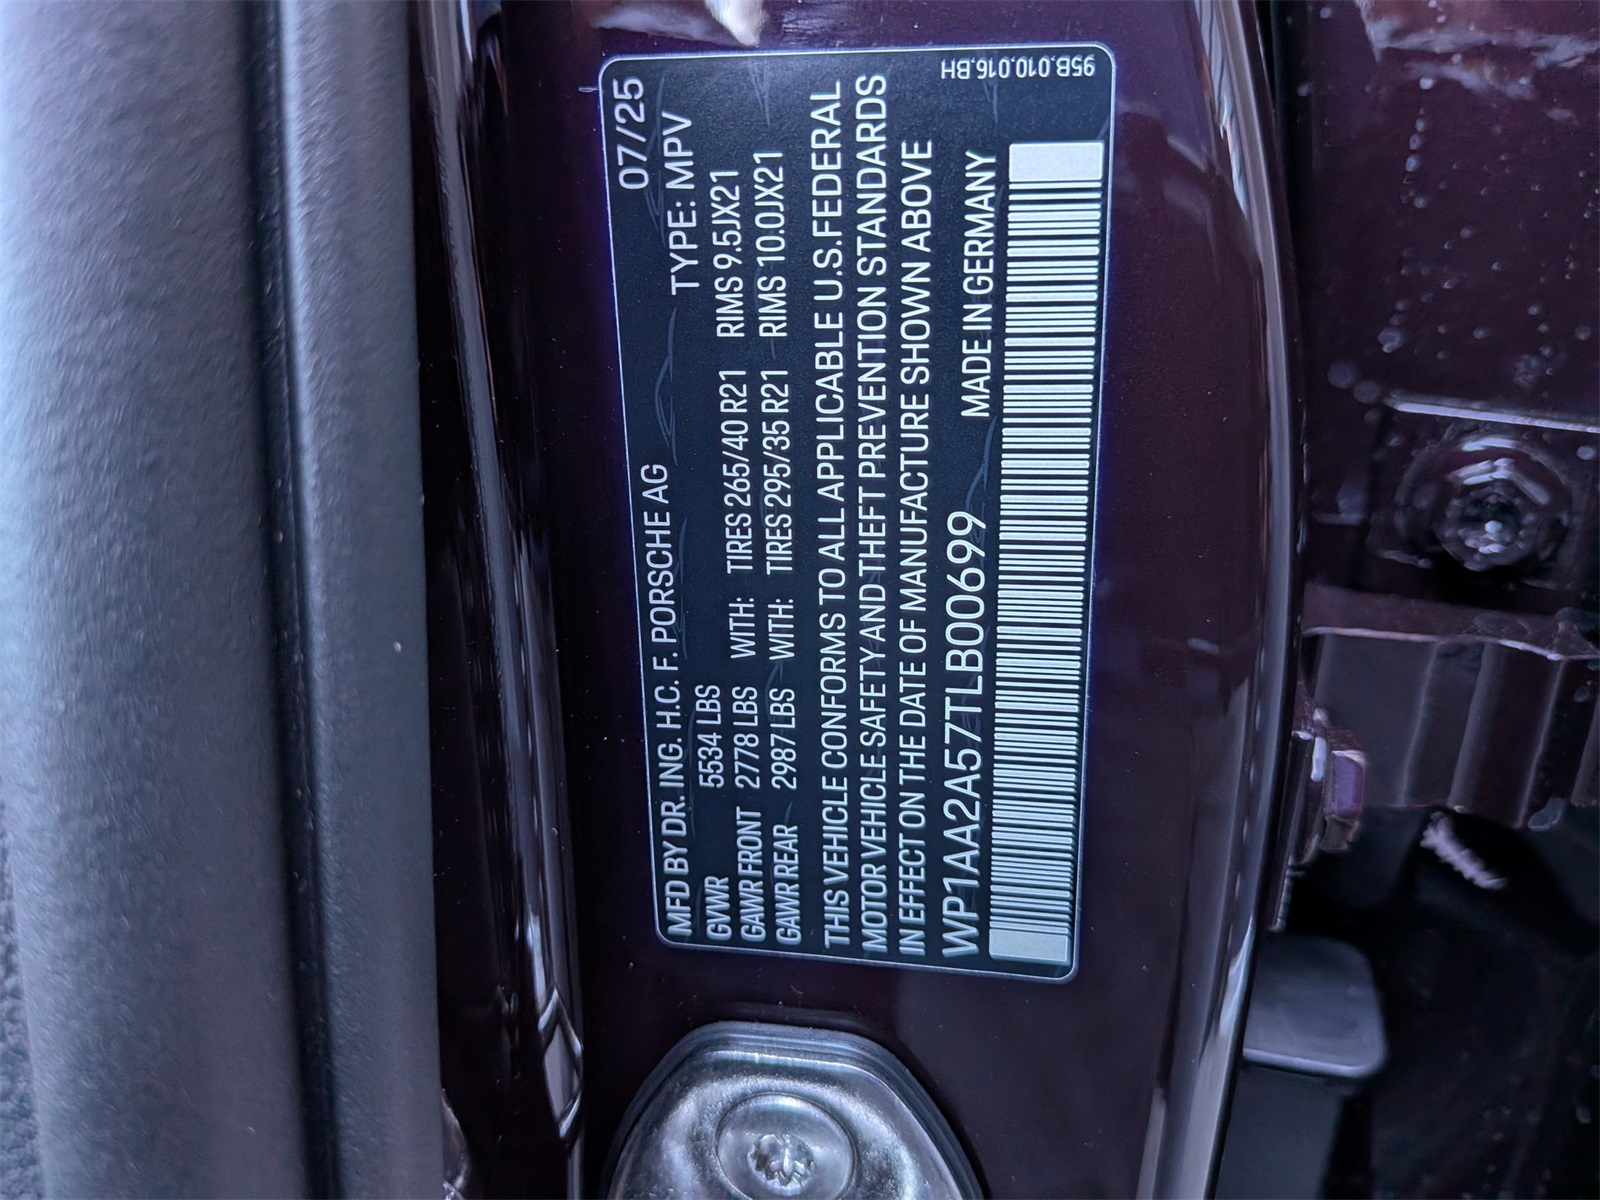 MFD BY DR. ING. H.C. F. PORSCHE AG 07/25
GVWR 5534 LBS TYPE: MPV
GAWR FRONT 2778 LBS WITH: TIRES 265/40 R21 RIMS 9.5JX21
GAWR REAR 2987 LBS WITH: TIRES 295/35 R21 RIMS 10.0JX21
THIS VEHICLE CONFORMS TO ALL APPLICABLE U.S. FEDERAL
MOTOR VEHICLE SAFETY AND THEFT PREVENTION STANDARDS
IN EFFECT ON THE DATE OF MANUFACTURE SHOWN ABOVE
WP1AA2A57TLB00699 MADE IN GERMANY
95B.010.016.BH